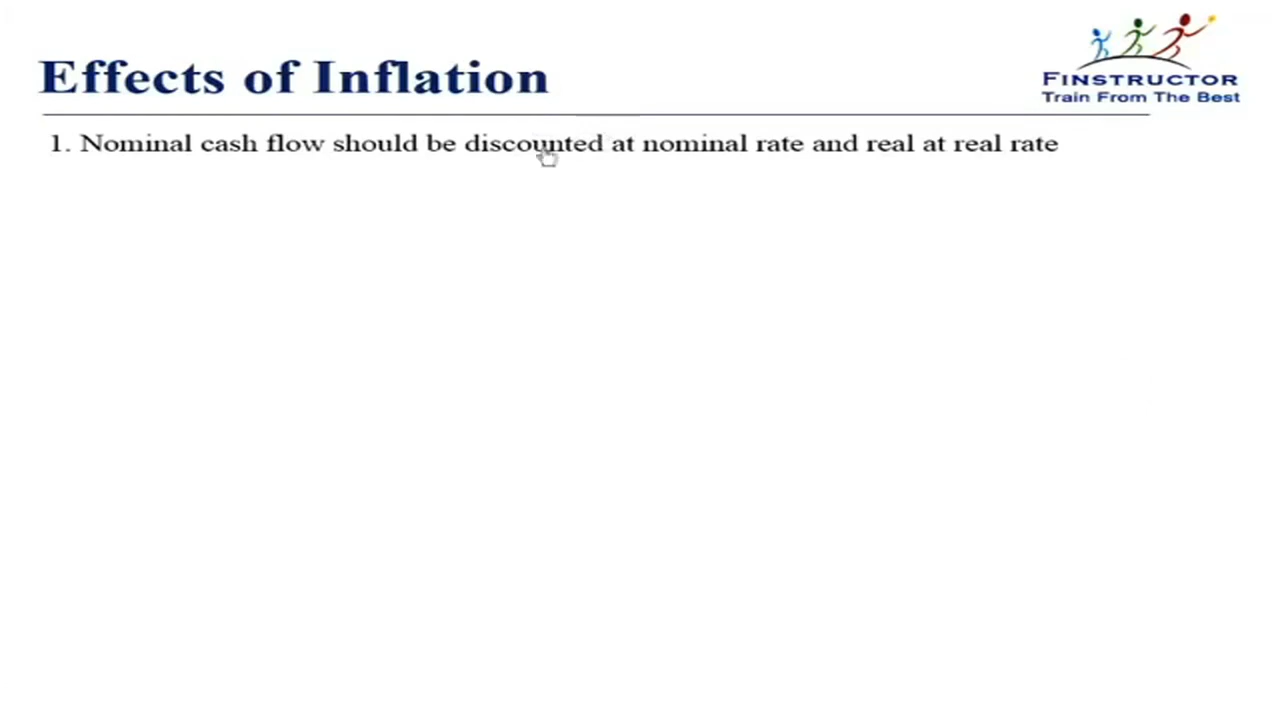 Effects of Inflation
FINSTRUCTOR
Train From The Best
1. Nominal cash flow should be discounted at nominal rate and real at real rate